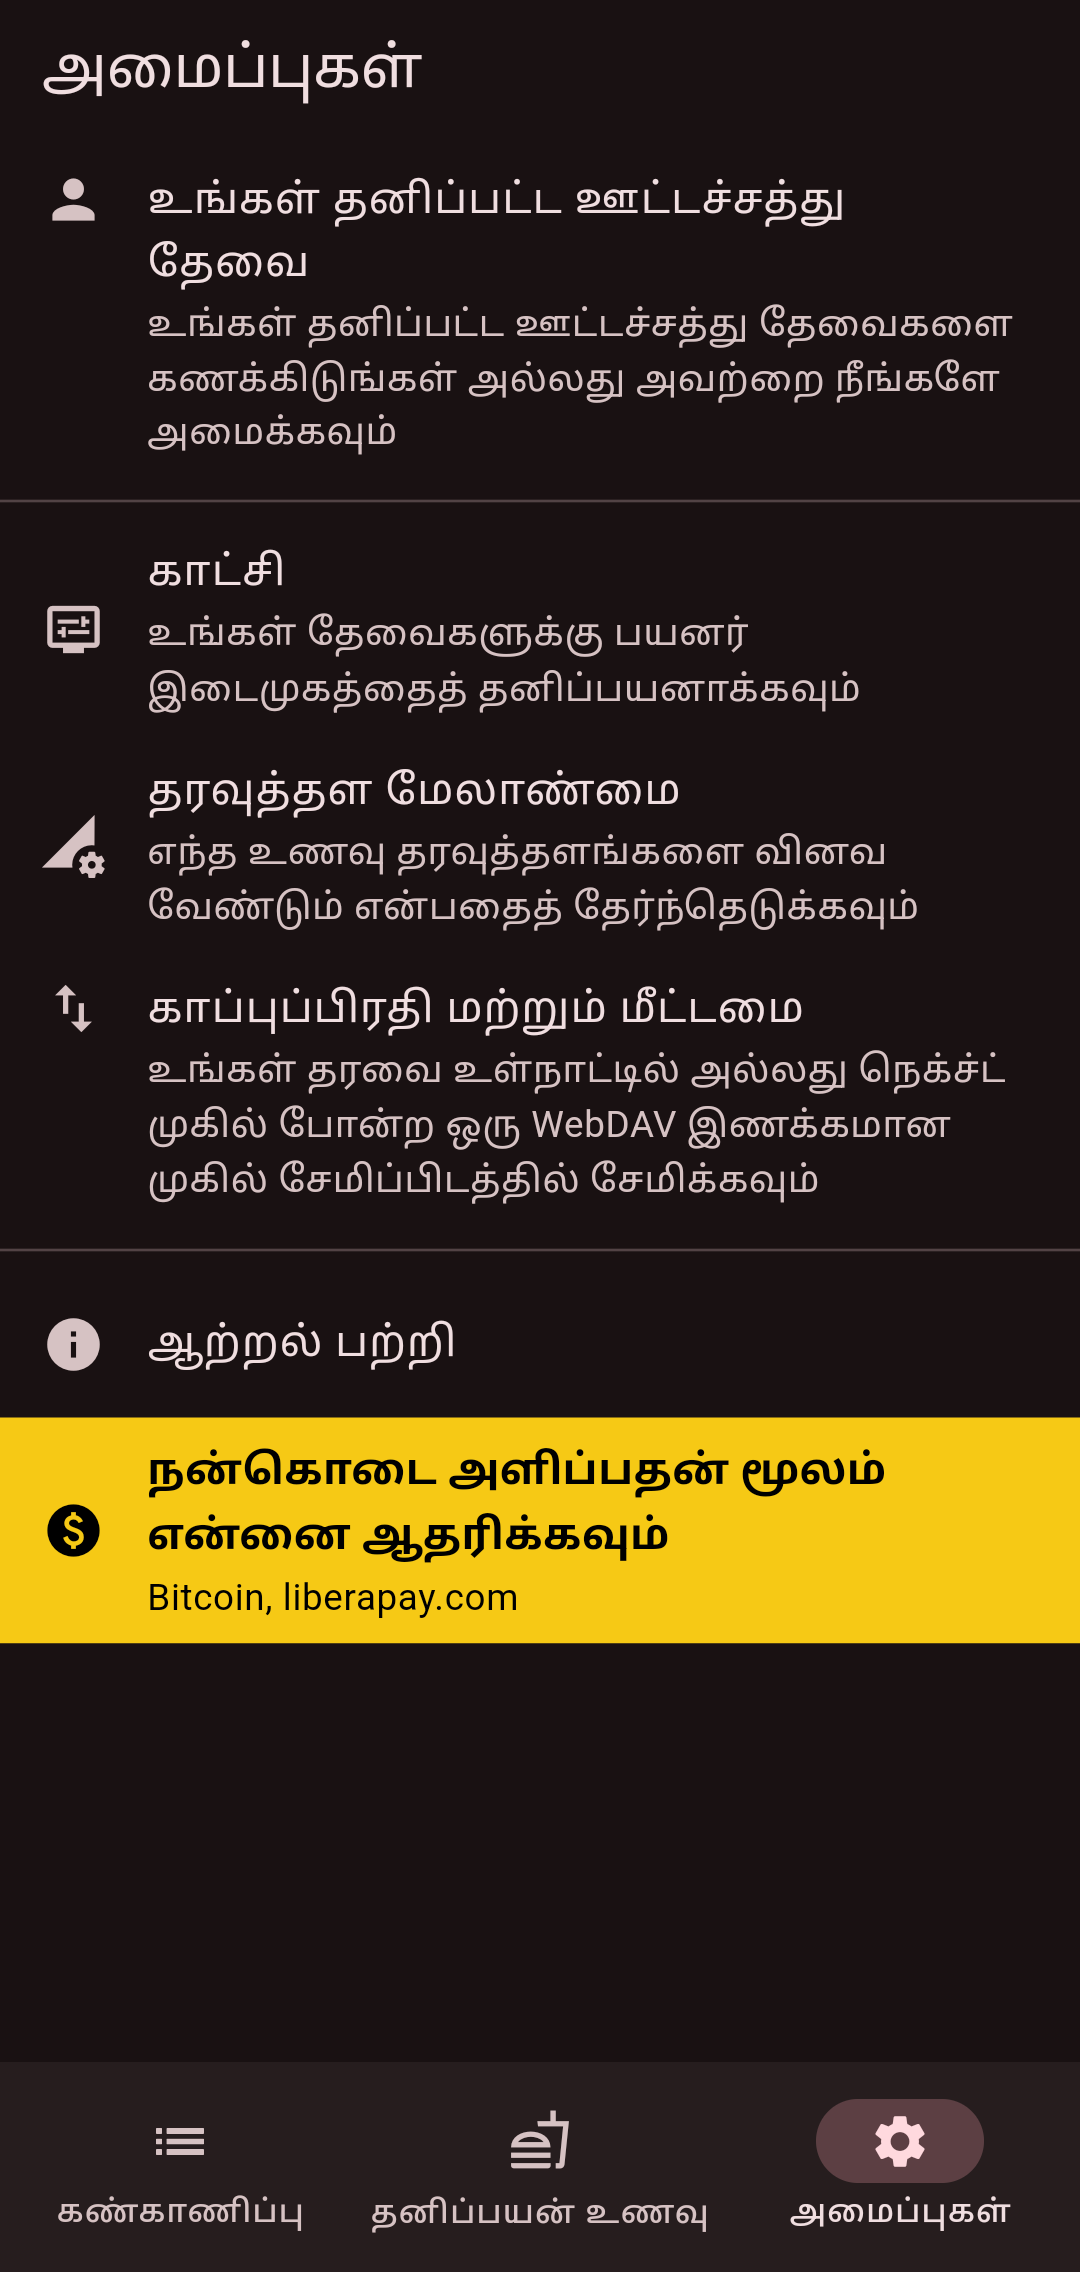 அமைப்புகள்
உங்கள் தனிப்பட்ட ஊட்டச்சத்து
தேவை
உங்கள் தனிப்பட்ட ஊட்டச்சத்து தேவைகளை
கணக்கிடுங்கள் அல்லது அவற்றை நீங்களே
அமைக்கவும்
காட்சி
உங்கள் தேவைகளுக்கு பயனர்
இடைமுகத்தைத் தனிப்பயனாக்கவும்
தரவுத்தள மேலாண்மை
எந்த உணவு தரவுத்தளங்களை வினவ
வேண்டும் என்பதைத் தேர்ந்தெடுக்கவும்
காப்புப்பிரதி மற்றும் மீட்டமை
உங்கள் தரவை உள்நாட்டில் அல்லது நெக்ச்ட்
முகில் போன்ற ஒரு WebDAV இணக்கமான
முகில் சேமிப்பிடத்தில் சேமிக்கவும்
ஆற்றல் பற்றி
நன்கொடை அளிப்பதன் மூலம்
என்னை ஆதரிக்கவும்
Bitcoin, liberapay.com
கண்காணிப்பு
தனிப்பயன் உணவு
அமைப்புகள்